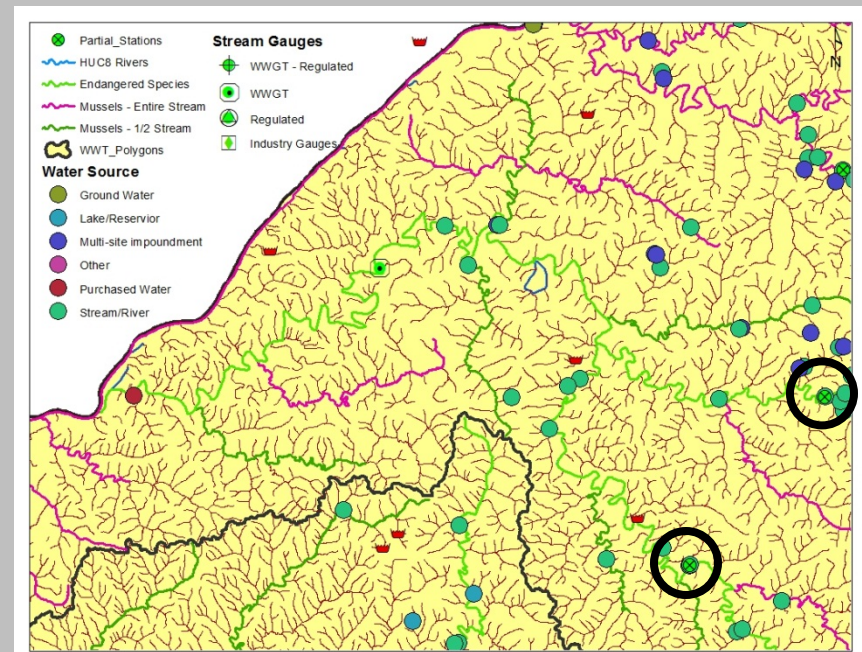 Partial_Stations
HUC8 Rivers
Endangered Species
Mussels - Entire Stream
Mussels - 1/2 Stream
WWT_Polygons
Water Source
Ground Water
Lake/Reservior
Multi-site impoundment
Other
Purchased Water
Stream/River
Stream Gauges
WWGT - Regulated
WWGT
Regulated
Industry Gauges
N